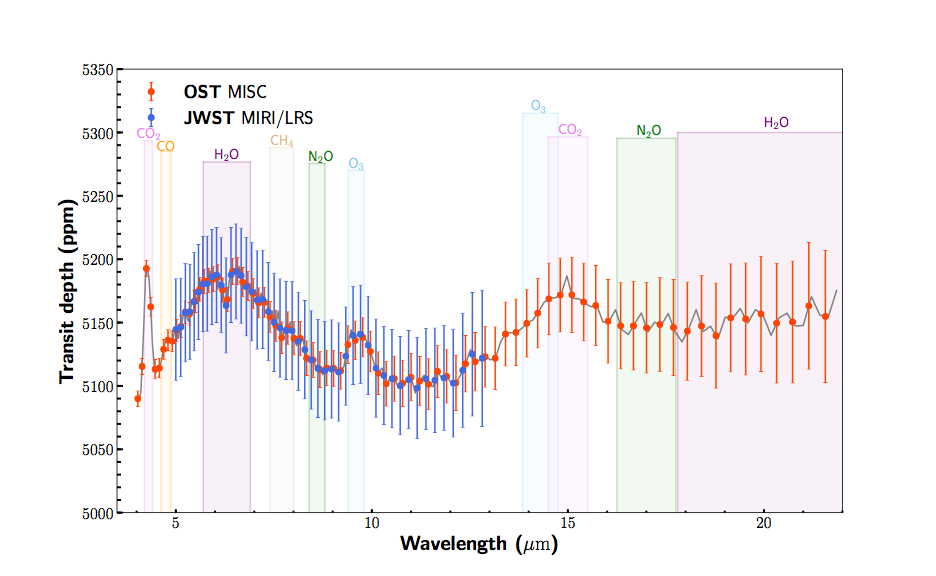 OST MISC
JWST MIRI/LRS
CO₂
CO
H₂O
CH₄
N₂O
O₃
O₃
CO₂
N₂O
H₂O
5350
5300
5250
5200
5150
5100
5050
5000
Transit depth (ppm)
5 10 15 20
Wavelength (μm)